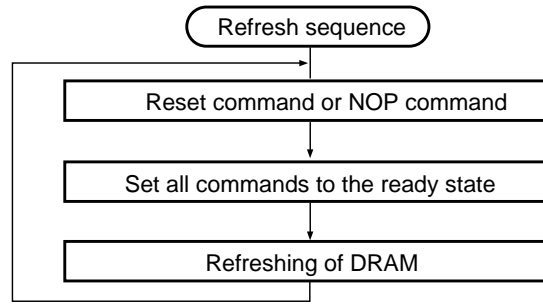 Refresh sequence
Reset command or NOP command
Set all commands to the ready state
Refreshing of DRAM